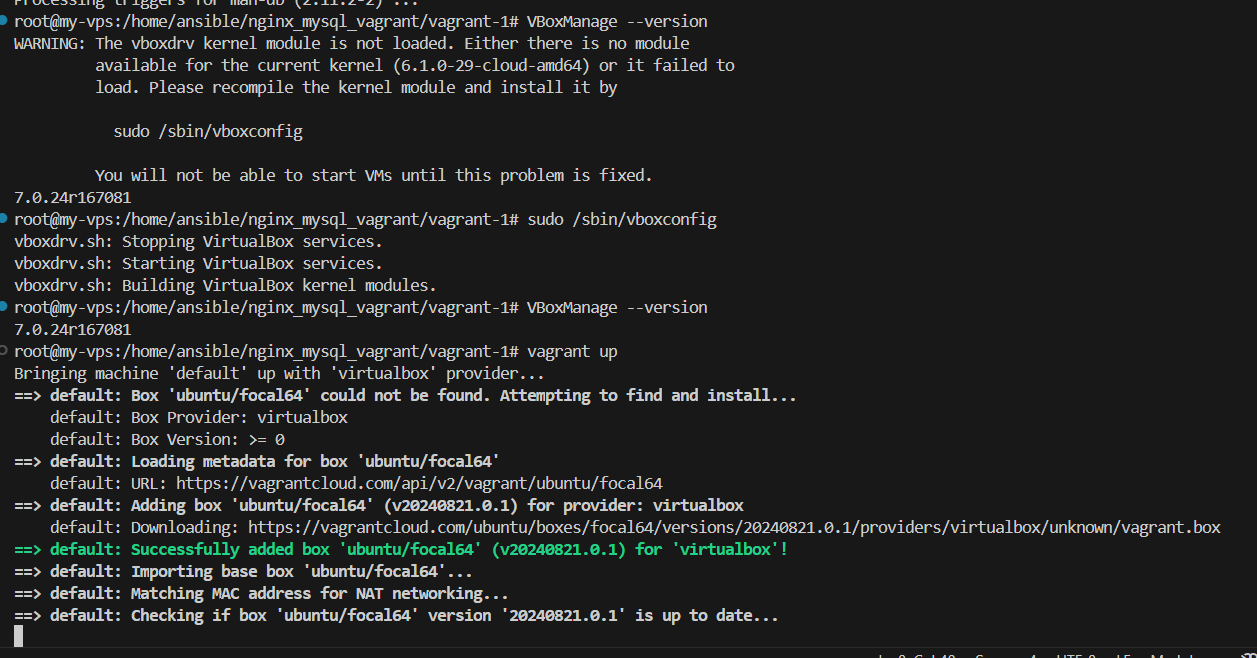 Processing triggers for man-db (2.11.2-2) ...
root@my-vps:/home/ansible/nginx_mysql_vagrant/vagrant-1# VBoxManage --version
WARNING: The vboxdrv kernel module is not loaded. Either there is no module
available for the current kernel (6.1.0-29-cloud-amd64) or it failed to
load. Please recompile the kernel module and install it by
sudo /sbin/vboxconfig
You will not be able to start VMs until this problem is fixed.
7.0.24r167081
root@my-vps:/home/ansible/nginx_mysql_vagrant/vagrant-1# sudo /sbin/vboxconfig
vboxdrv.sh: Stopping VirtualBox services.
vboxdrv.sh: Starting VirtualBox services.
vboxdrv.sh: Building VirtualBox kernel modules.
root@my-vps:/home/ansible/nginx_mysql_vagrant/vagrant-1# VBoxManage --version
7.0.24r167081
root@my-vps:/home/ansible/nginx_mysql_vagrant/vagrant-1# vagrant up
Bringing machine 'default' up with 'virtualbox' provider...
==> default: Box 'ubuntu/focal64' could not be found. Attempting to find and install...
default: Box Provider: virtualbox
default: Box Version: >= 0
==> default: Loading metadata for box 'ubuntu/focal64'
default: URL: https://vagrantcloud.com/api/v2/vagrant/ubuntu/focal64
==> default: Adding box 'ubuntu/focal64' (v20240821.0.1) for provider: virtualbox
default: Downloading: https://vagrantcloud.com/ubuntu/boxes/focal64/versions/20240821.0.1/providers/virtualbox/unknown/vagrant.box
==> default: Successfully added box 'ubuntu/focal64' (v20240821.0.1) for 'virtualbox'!
==> default: Importing base box 'ubuntu/focal64'...
==> default: Matching MAC address for NAT networking...
==> default: Checking if box 'ubuntu/focal64' version '20240821.0.1' is up to date...